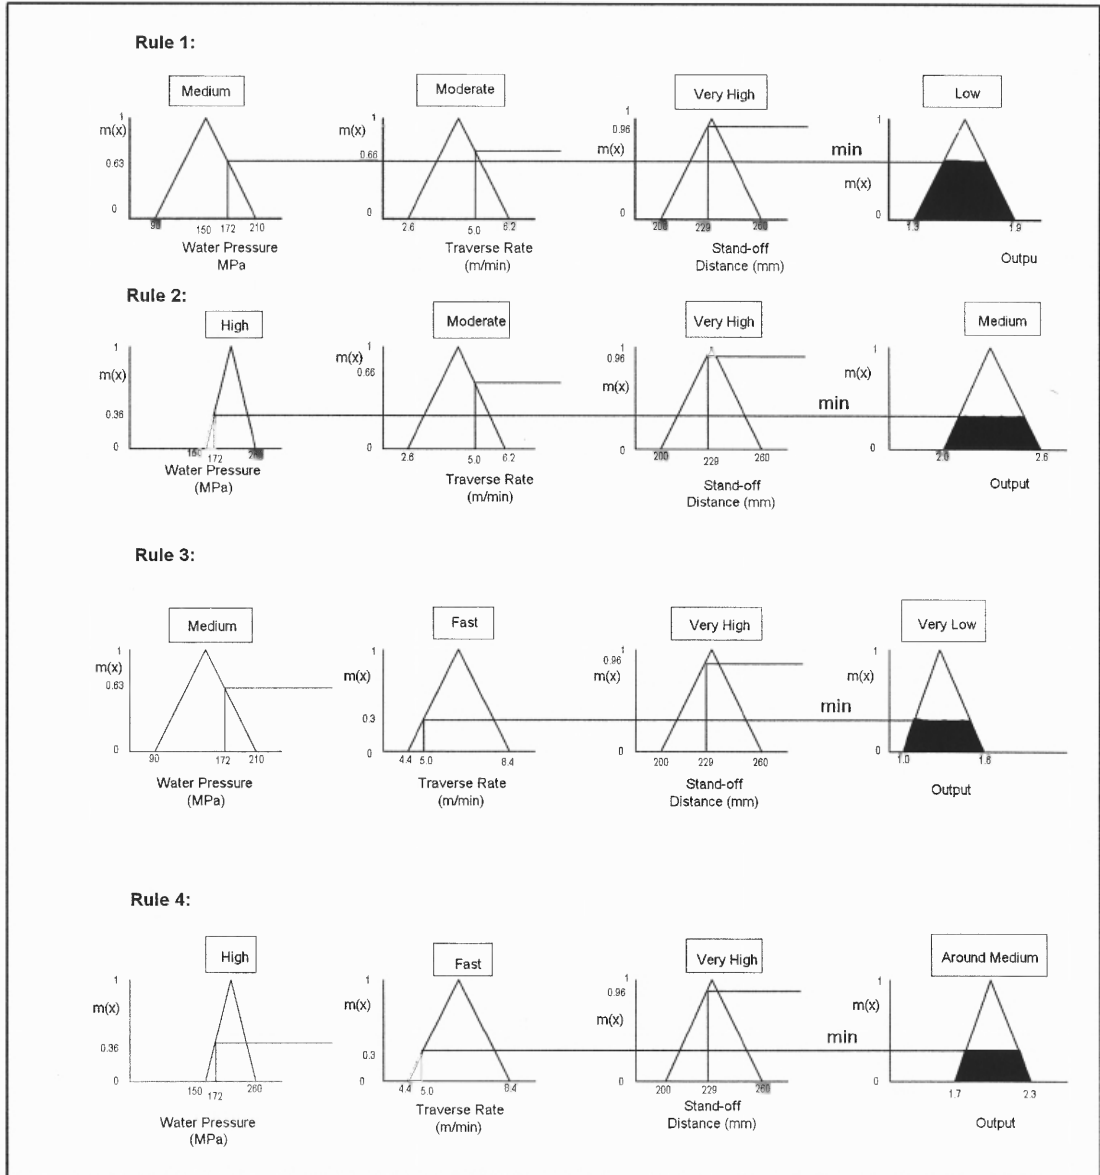 Rule 1:
Medium
Moderate
Very High
Low
1
m(x)
0.63
0
150
172
210
Water Pressure
MPa
1
m(x)
0.66
0
2.6
5.0
6.2
Traverse Rate
(m/min)
1
0.96
m(x)
0
200
229
260
Stand-off
Distance (mm)
min
1
m(x)
0
1.3
1.9
Outpu
Rule 2:
High
Moderate
Very High
Medium
1
m(x)
0.36
0
172
Water Pressure
(MPa)
1
m(x)
0.66
0
2.6
5.0
6.2
Traverse Rate
(m/min)
1
0.96
m(x)
0
200
229
260
Stand-off
Distance (mm)
min
1
m(x)
0
2.0
2.6
Output
Rule 3:
Medium
Fast
Very High
Very Low
1
m(x)
0.63
0
90
172
210
Water Pressure
(MPa)
1
m(x)
0.3
0
4.4
5.0
8.4
Traverse Rate
(m/min)
1
0.96
m(x)
0
200
229
260
Stand-off
Distance (mm)
min
1
m(x)
0
1.0
1.6
Output
Rule 4:
High
Fast
Very High
Around Medium
1
m(x)
0.36
0
150
172
260
Water Pressure
(MPa)
1
m(x)
0.3
0
4.4
5.0
8.4
Traverse Rate
(m/min)
1
0.96
m(x)
0
200
229
260
Stand-off
Distance (mm)
min
1
m(x)
0
1.7
2.3
Output